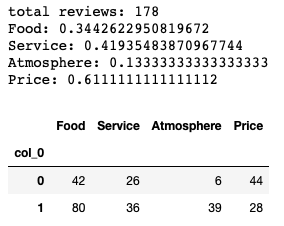 total reviews: 178
Food: 0.3442622950819672
Service: 0.41935483870967744
Atmosphere: 0.13333333333333333
Price: 0.6111111111111112
Food Service Atmosphere Price
col_0
0 42 26 6 44
1 80 36 39 28